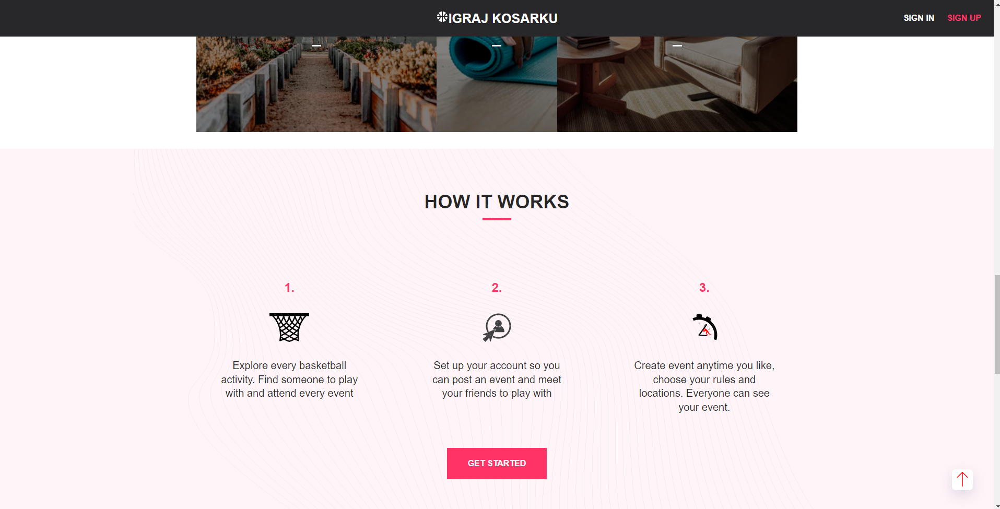 IGRAJ KOSARKU
SIGN IN
SIGN UP
HOW IT WORKS
1.
Explore every basketball
activity. Find someone to play
with and attend every event
2.
Set up your account so you
can post an event and meet
your friends to play with
3.
Create event anytime you like,
choose your rules and
locations. Everyone can see
your event.
GET STARTED